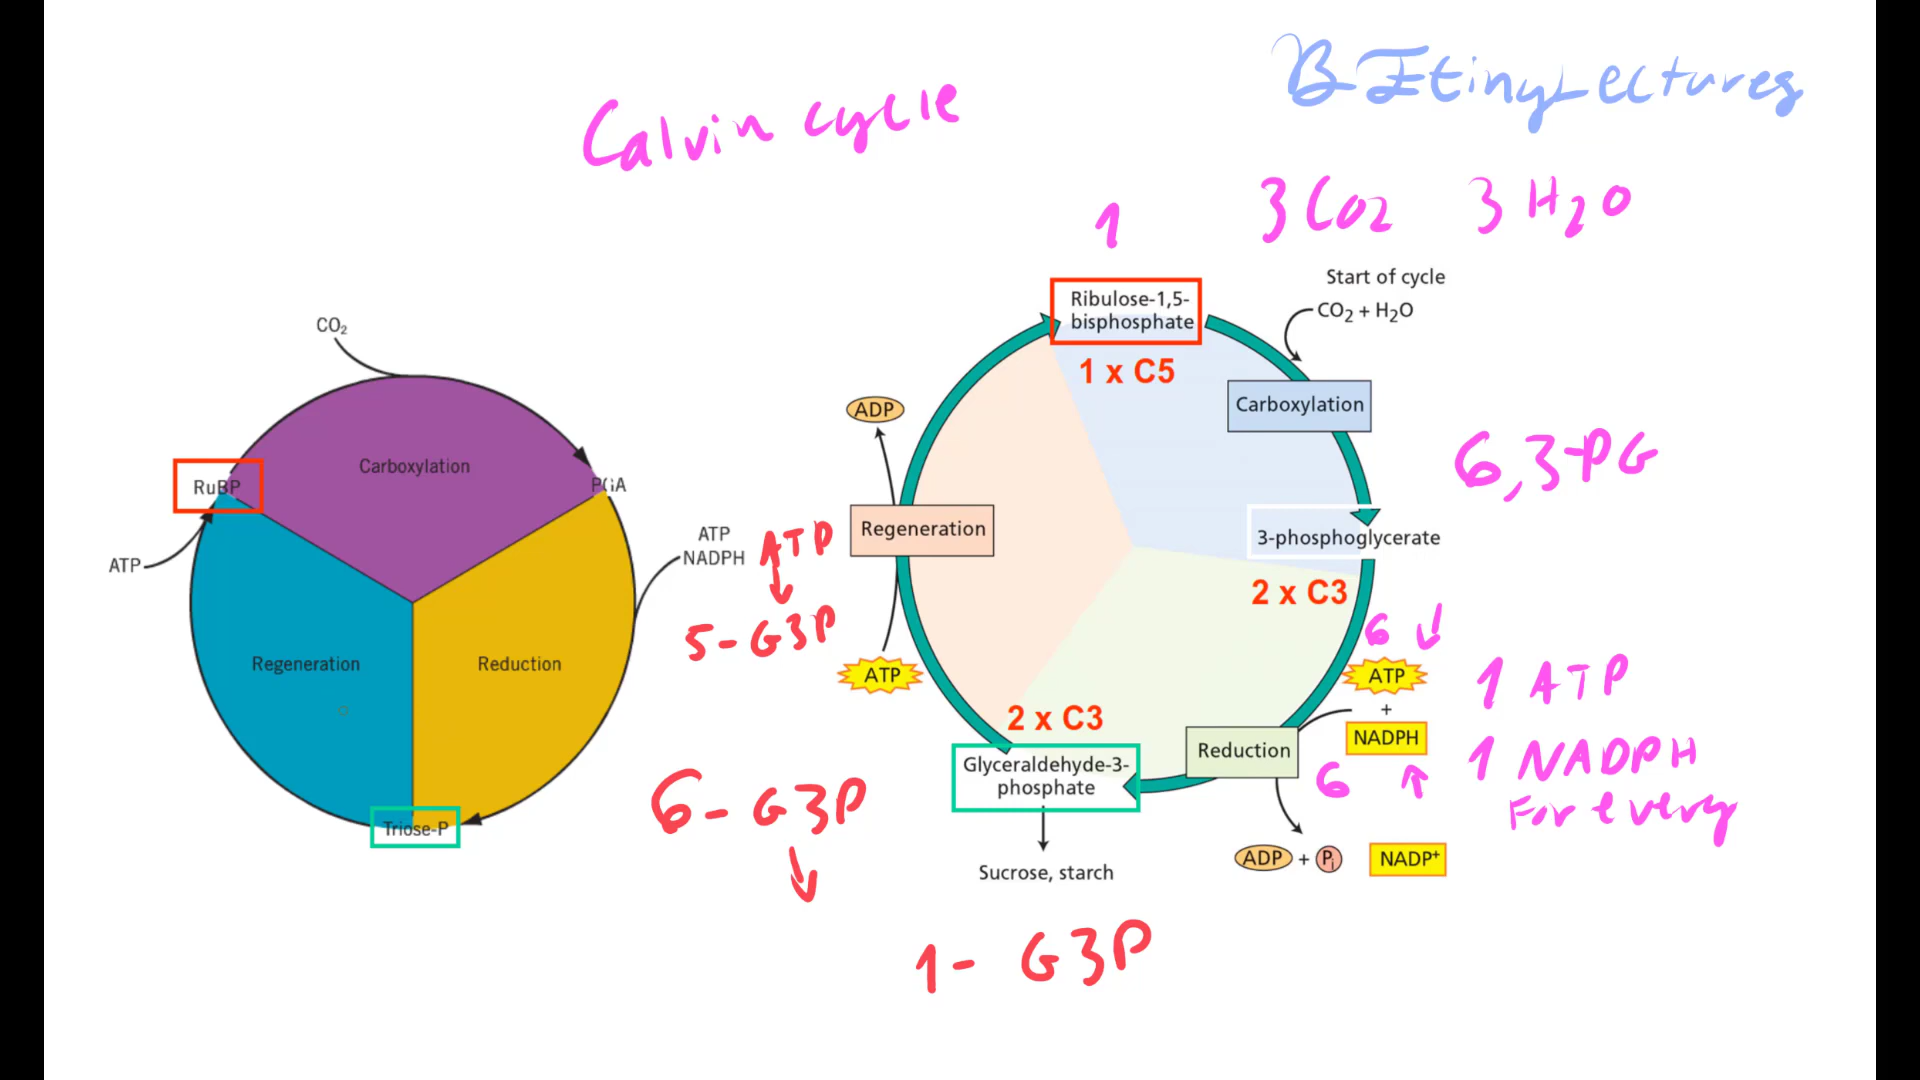 BItinyLectures
Calvin cycle
1
3 CO2 3 H2O
Start of cycle
CO2 + H2O
Ribulose-1,5-
bisphosphate
1 x C5
Carboxylation
6,3-PG
3-phosphoglycerate
2 x C3
6
ATP
+
NADPH
6
1 ATP
1 NADPH
For every
Reduction
ADP + Pi NADP+
2 x C3
Glyceraldehyde-3-
phosphate
Sucrose, starch
1- G3P
6- G3P
ADP
Regeneration
ATP
ATP
5- G3P
CO2
Carboxylation
RuBP
PGA
ATP
ATP
NADPH
Regeneration
Reduction
Triose-P